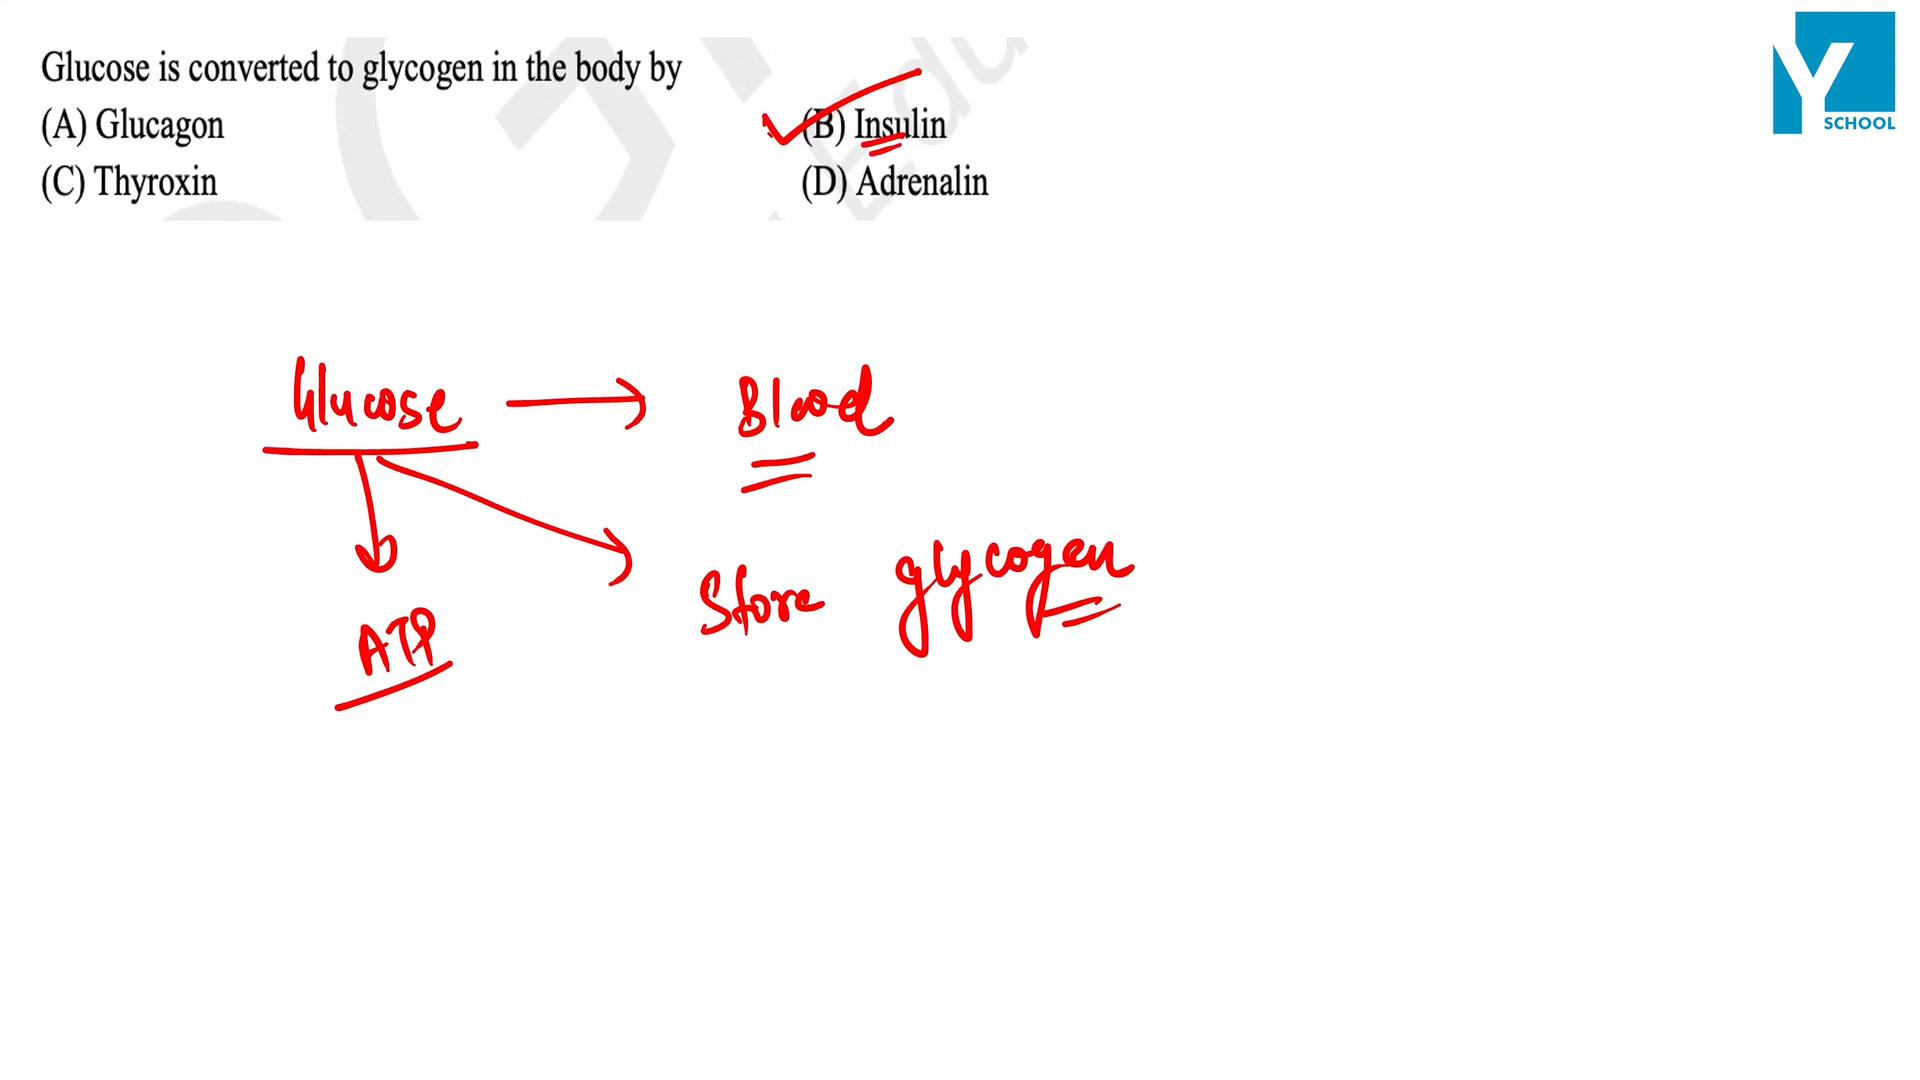 Glucose is converted to glycogen in the body by
(A) Glucagon
(B) Insulin
(C) Thyroxin
(D) Adrenalin
Y SCHOOL
Edu
Glucose → Blood
Store glycogen
ATP